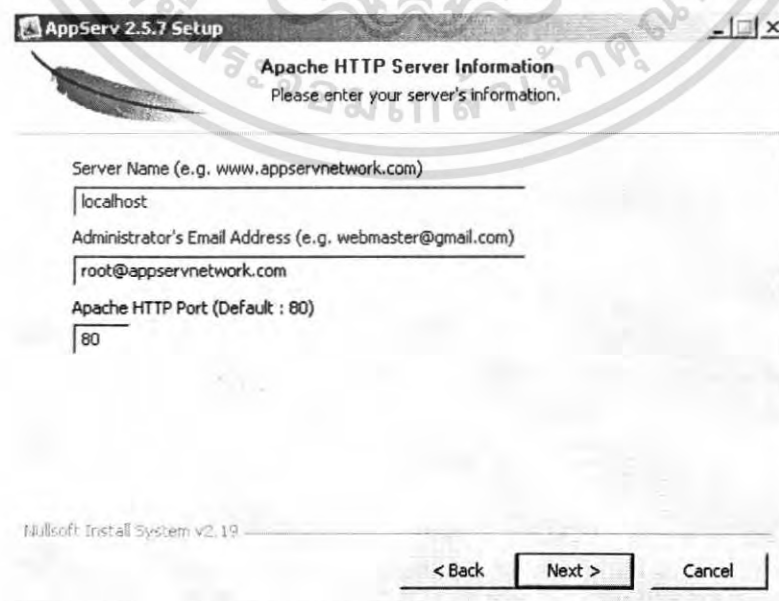 AppServ 2.5.7 Setup
Apache HTTP Server Information
Please enter your server's information.
Server Name (e.g. www.appservnetwork.com)
localhost
Administrator's Email Address (e.g. webmaster@gmail.com)
root@appservnetwork.com
Apache HTTP Port (Default : 80)
80
Nullsoft Install System v2.19
< Back
Next >
Cancel